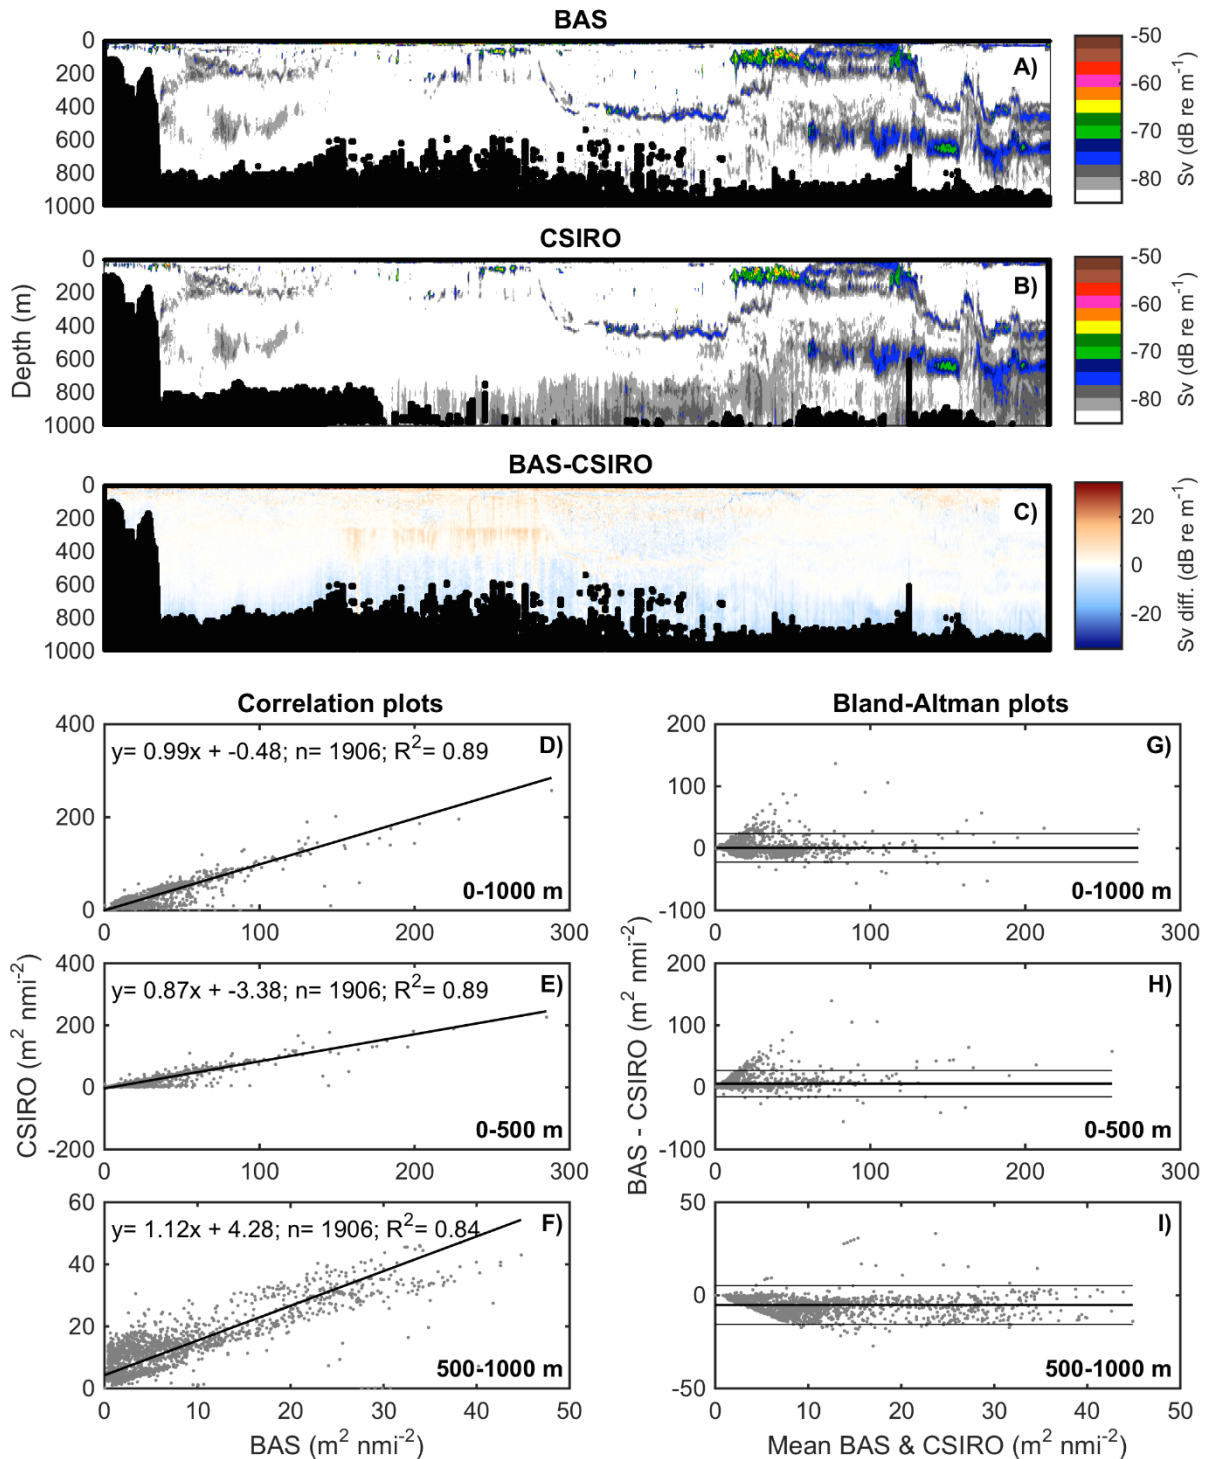 BAS
0
200
400
600
800
1000
A)
-50
-60
-70
-80
Sv (dB re m-1)
CSIRO
0
200
400
600
800
1000
Depth (m)
B)
-50
-60
-70
-80
Sv (dB re m-1)
BAS-CSIRO
0
200
400
600
800
1000
C)
20
0
-20
Sv diff. (dB re m-1)
Correlation plots
400
200
0
y= 0.99x + -0.48; n= 1906; R2= 0.89
D)
0-1000 m
0 100 200 300
400
200
0
-200
CSIRO (m2 nmi-2)
y= 0.87x + -3.38; n= 1906; R2= 0.89
E)
0-500 m
0 100 200 300
60
40
20
0
y= 1.12x + 4.28; n= 1906; R2= 0.84
F)
500-1000 m
0 10 20 30 40 50
BAS (m2 nmi-2)
Bland-Altman plots
200
100
0
-100
G)
0-1000 m
0 100 200 300
BAS - CSIRO (m2 nmi-2)
200
100
0
-100
H)
0-500 m
0 100 200 300
50
0
-50
I)
500-1000 m
0 10 20 30 40 50
Mean BAS & CSIRO (m2 nmi-2)